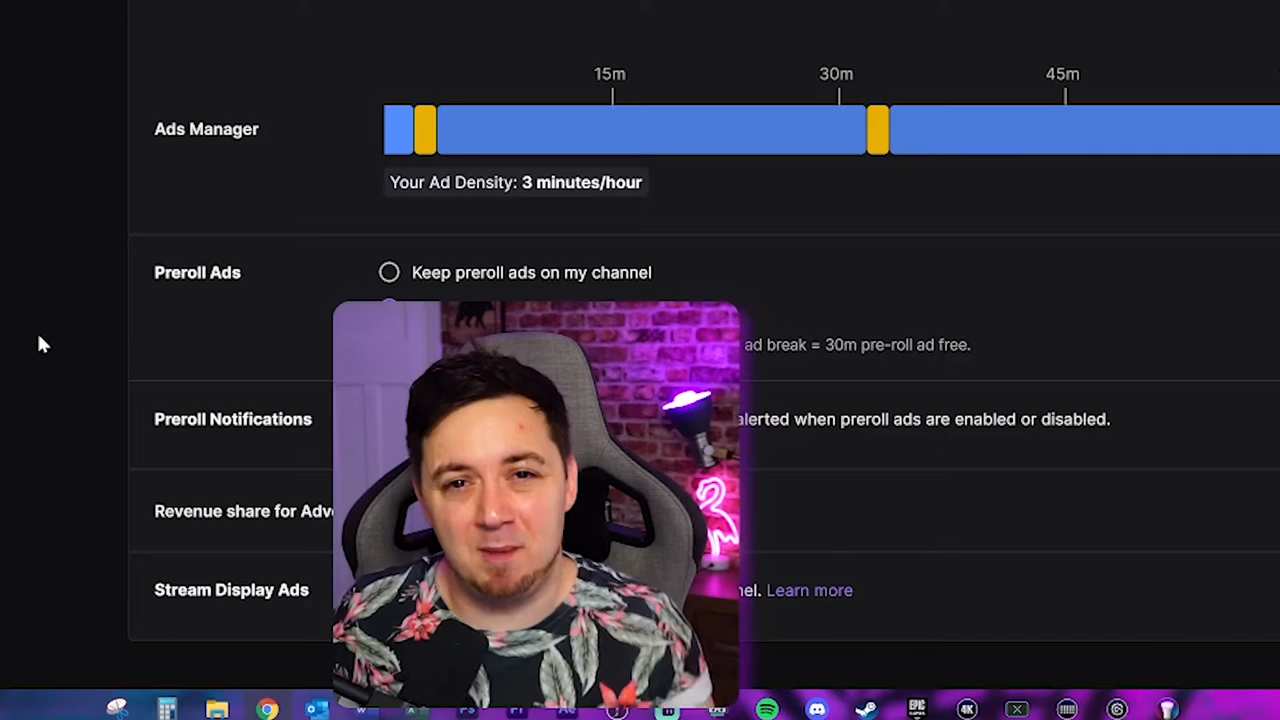 15m 30m 45m
Ads Manager
Your Ad Density: 3 minutes/hour
Preroll Ads
Keep preroll ads on my channel
ad break = 30m pre-roll ad free.
Preroll Notifications
alerted when preroll ads are enabled or disabled.
Revenue share for Adv
Stream Display Ads
nel. Learn more